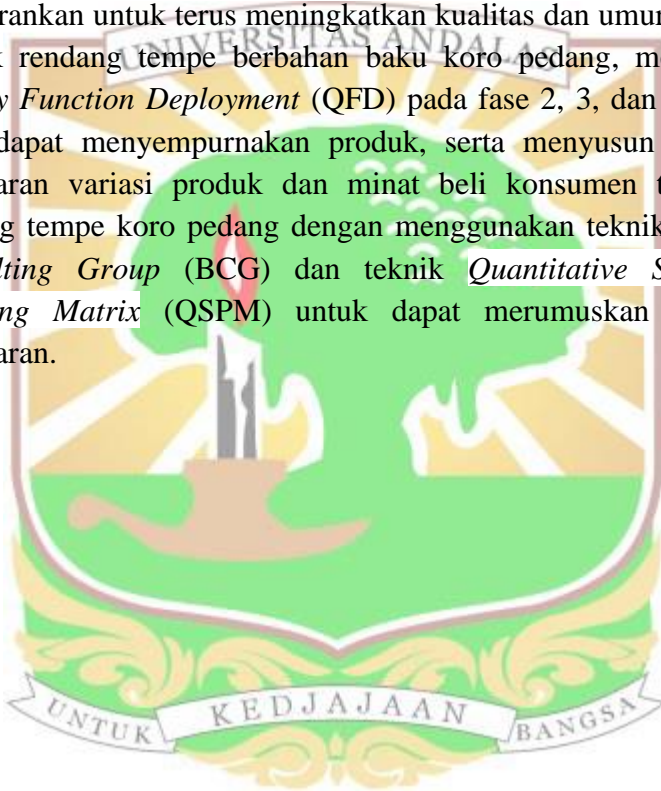 rankan untuk terus meningkatkan kualitas dan umur
UNIVERSITAS ANDALAS
k rendang tempe berbahan baku koro pedang, m
y Function Deployment (QFD) pada fase 2, 3, dan
dapat menyempurnakan produk, serta menyusun
aran variasi produk dan minat beli konsumen t
g tempe koro pedang dengan menggunakan teknik
lting Group (BCG) dan teknik Quantitative S
ng Matrix (QSPM) untuk dapat merumuskan
aran.
UNTUK KEDJAJAAN BANGSA